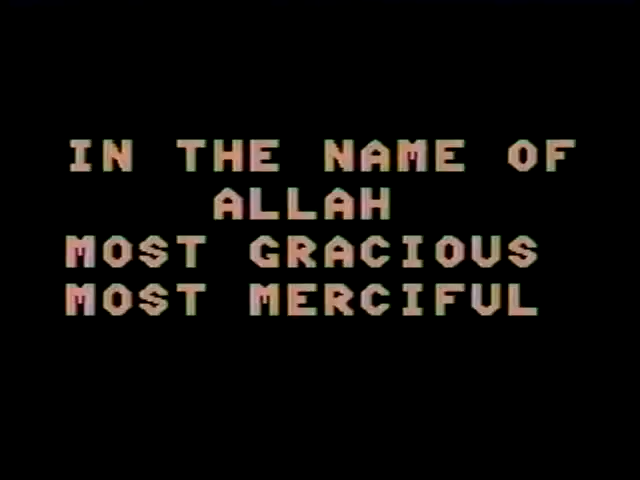 IN THE NAME OF
ALLAH
MOST GRACIOUS
MOST MERCIFUL